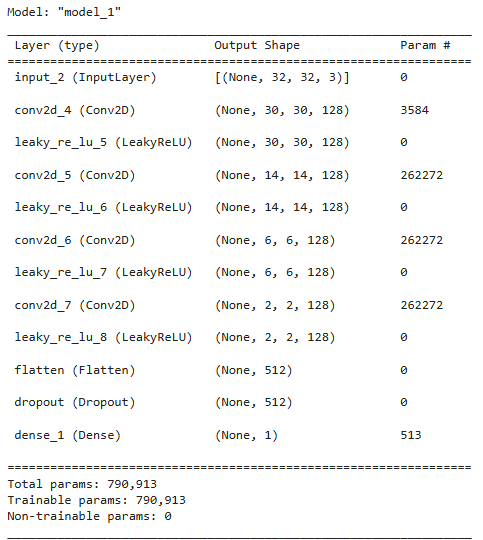 Model: "model_1"
_________________________________________________________________
Layer (type) Output Shape Param #
=================================================================
input_2 (InputLayer) [(None, 32, 32, 3)] 0
conv2d_4 (Conv2D) (None, 30, 30, 128) 3584
leaky_re_lu_5 (LeakyReLU) (None, 30, 30, 128) 0
conv2d_5 (Conv2D) (None, 14, 14, 128) 262272
leaky_re_lu_6 (LeakyReLU) (None, 14, 14, 128) 0
conv2d_6 (Conv2D) (None, 6, 6, 128) 262272
leaky_re_lu_7 (LeakyReLU) (None, 6, 6, 128) 0
conv2d_7 (Conv2D) (None, 2, 2, 128) 262272
leaky_re_lu_8 (LeakyReLU) (None, 2, 2, 128) 0
flatten (Flatten) (None, 512) 0
dropout (Dropout) (None, 512) 0
dense_1 (Dense) (None, 1) 513
=================================================================
Total params: 790,913
Trainable params: 790,913
Non-trainable params: 0
_________________________________________________________________